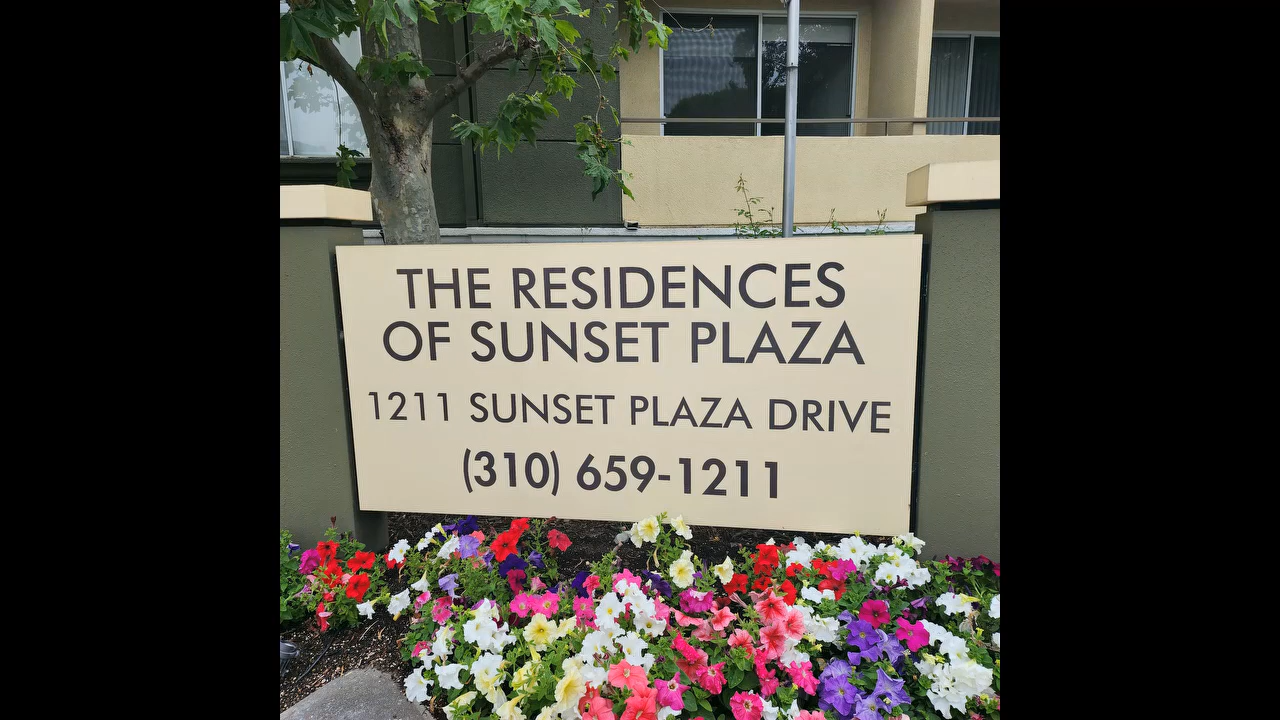 THE RESIDENCES
OF SUNSET PLAZA
1211 SUNSET PLAZA DRIVE
(310) 659-1211